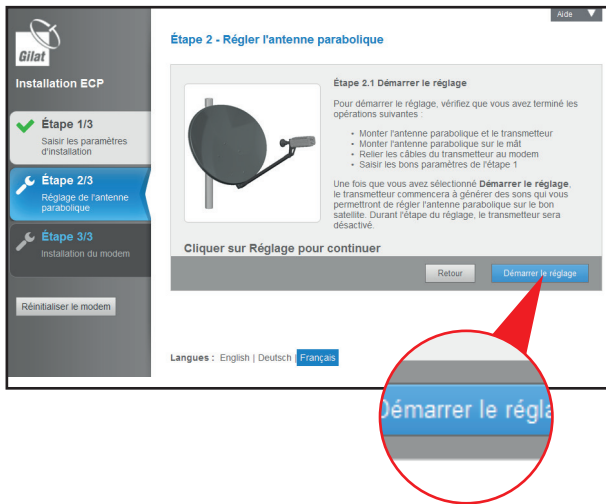 Aide
Gilat
Installation ECP
Étape 1/3
Saisir les paramètres
d'installation
Étape 2/3
Réglage de l'antenne
parabolique
Étape 3/3
Installation du modem
Réinitialiser le modem
Étape 2 - Régler l'antenne parabolique
Étape 2.1 Démarrer le réglage
Pour démarrer le réglage, vérifiez que vous avez terminé les
opérations suivantes :
• Monter l'antenne parabolique et le transmetteur
• Monter l'antenne parabolique sur le mât
• Relier les câbles du transmetteur au modem
• Saisir les bons paramètres de l'étape 1
Une fois que vous avez sélectionné Démarrer le réglage,
le transmetteur commencera à générer des sons qui vous
permettront de régler l'antenne parabolique sur le bon
satellite. Durant l'étape du réglage, le transmetteur sera
désactivé.
Cliquer sur Réglage pour continuer
Retour
Démarrer le réglage
Langues : English | Deutsch | Français
Démarrer le régla